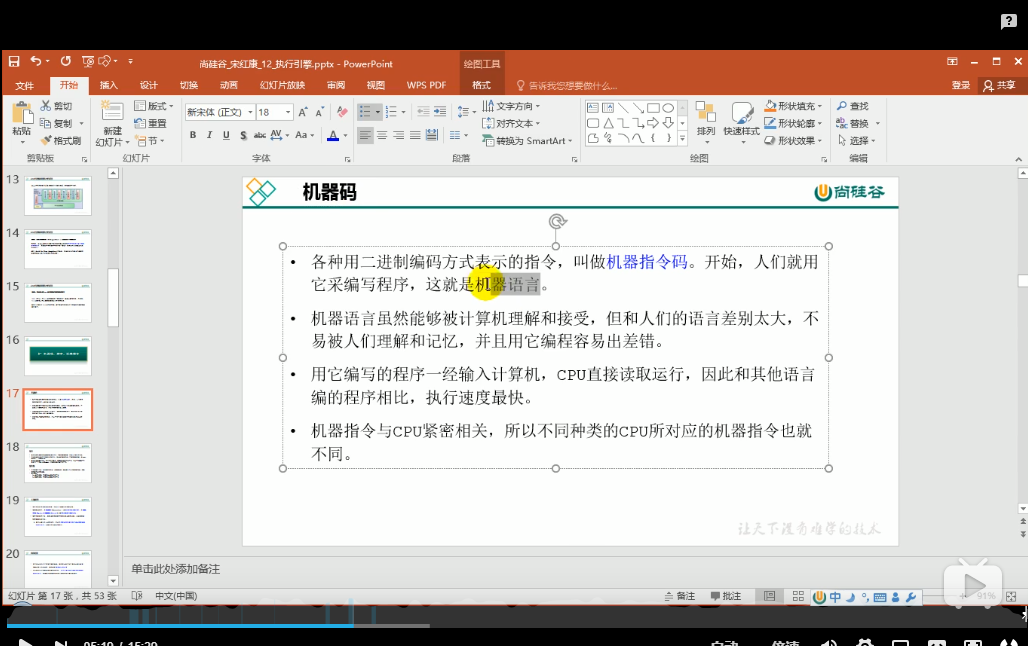 尚硅谷_宋红康_12_执行引擎.pptx - PowerPoint
绘图工具
文件 开始 插入 设计 切换 动画 幻灯片放映 审阅 视图 WPS PDF 格式 告诉我您想要做什么... 登录 共享
粘贴 剪切 复制 格式刷 剪贴板
新建幻灯片 版式 重置 节 幻灯片
新宋体 (正文) 18 字体
文字方向 对齐文本 转换为 SmartArt 段落
排列 快速样式 形状填充 形状轮廓 形状效果 绘图
查找 替换 选择 编辑
13
14
15
16
17
18
19
20
机器码
尚硅谷
• 各种用二进制编码方式表示的指令，叫做机器指令码。开始，人们就用
它采编写程序，这就是机器语言。
• 机器语言虽然能够被计算机理解和接受，但和人们的语言差别太大，不
易被人们理解和记忆，并且用它编程容易出差错。
• 用它编写的程序一经输入计算机，CPU直接读取运行，因此和其他语言
编的程序相比，执行速度最快。
• 机器指令与CPU紧密相关，所以不同种类的CPU所对应的机器指令也就
不同。
让天下没有难学的技术
单击此处添加备注
幻灯片 第 17 张，共 53 张 中文(中国) 备注 批注 中 91%
05:19 / 15:29 自动 倍速